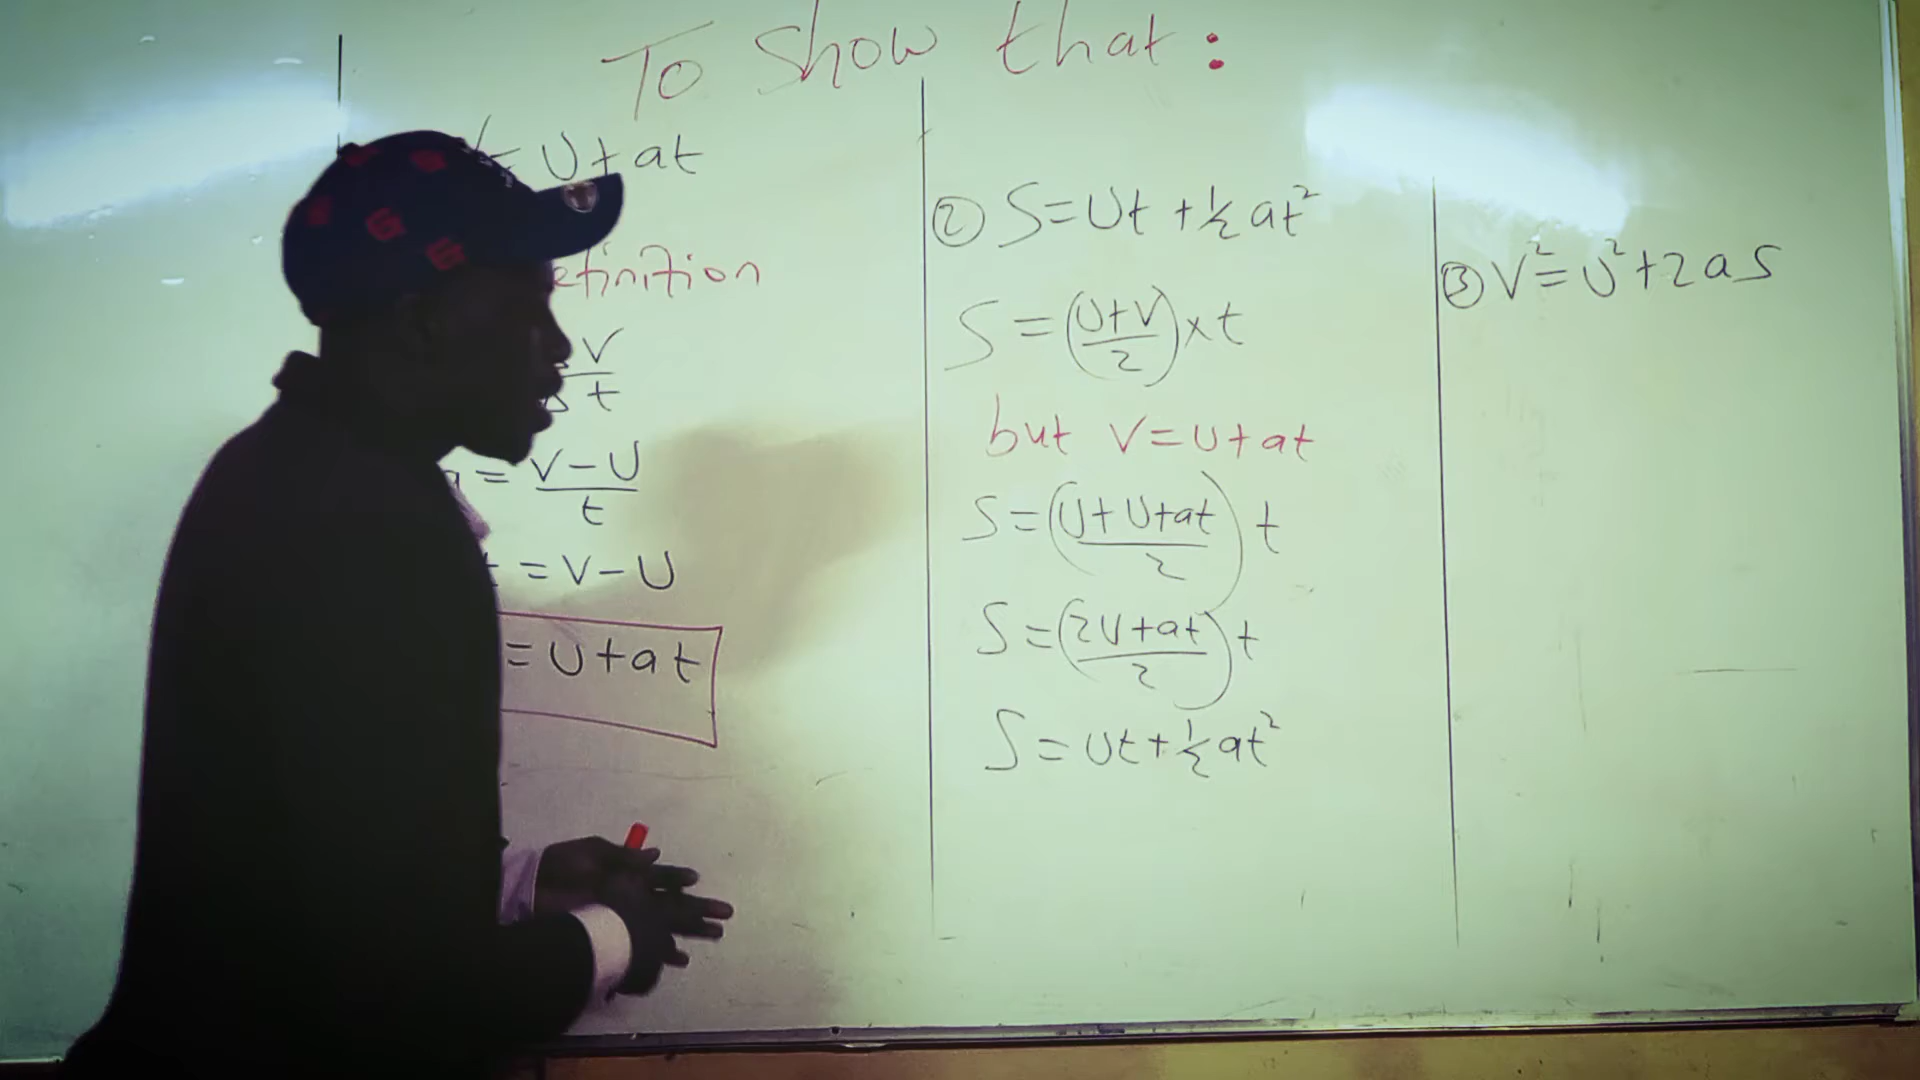 To Show that:
= U+at
efinition
V
t
= V-U / t
= V-U
= U+at
② S=Ut+½at²
S=(U+V / 2)×t
but V=U+at
S=(U+U+at / 2) t
S=(2U+at / 2) t
S=Ut+½at²
③ V²=U²+2aS